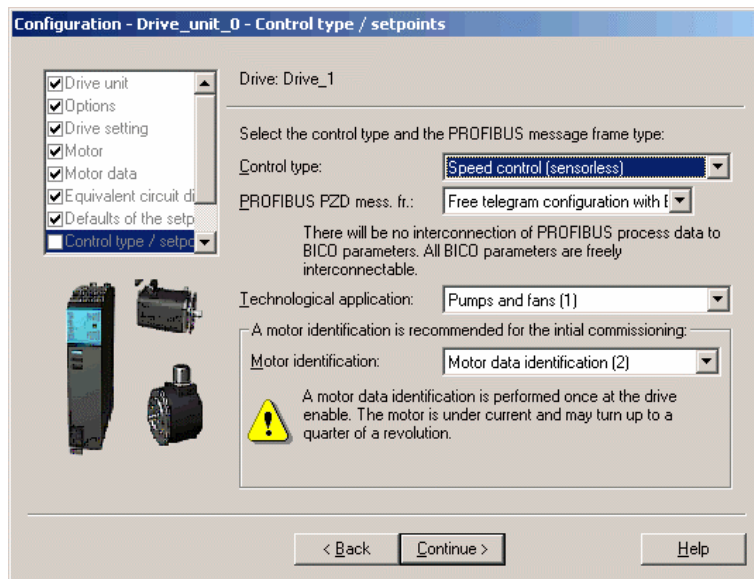 Configuration - Drive_unit_0 - Control type / setpoints
Drive unit
Options
Drive setting
Motor
Motor data
Equivalent circuit di
Defaults of the setp
Control type / setpo
Drive: Drive_1
Select the control type and the PROFIBUS message frame type:
Control type: Speed control (sensorless)
PROFIBUS PZD mess. fr.: Free telegram configuration with
There will be no interconnection of PROFIBUS process data to
BICO parameters. All BICO parameters are freely
interconnectable.
Technological application: Pumps and fans (1)
A motor identification is recommended for the intial commissioning:
Motor identification: Motor data identification (2)
A motor data identification is performed once at the drive
enable. The motor is under current and may turn up to a
quarter of a revolution.
< Back Continue > Help